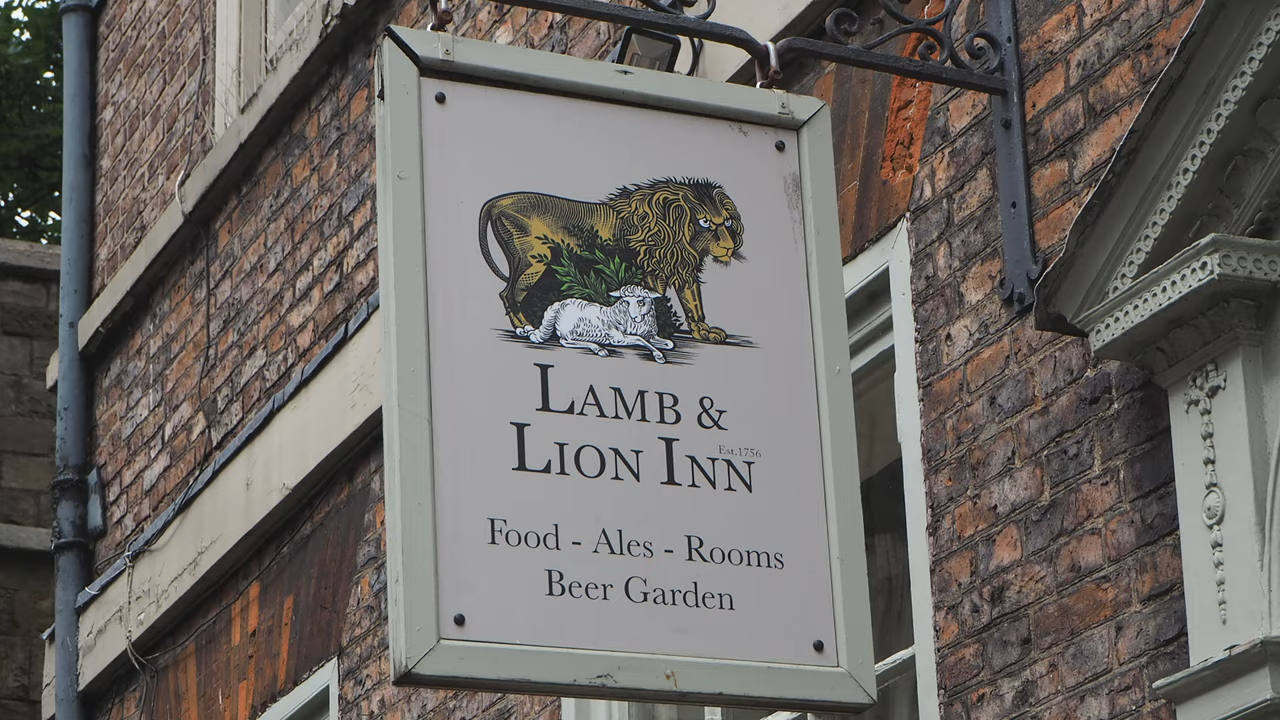 LAMB &
LION INN
Est.1756
Food - Ales - Rooms
Beer Garden